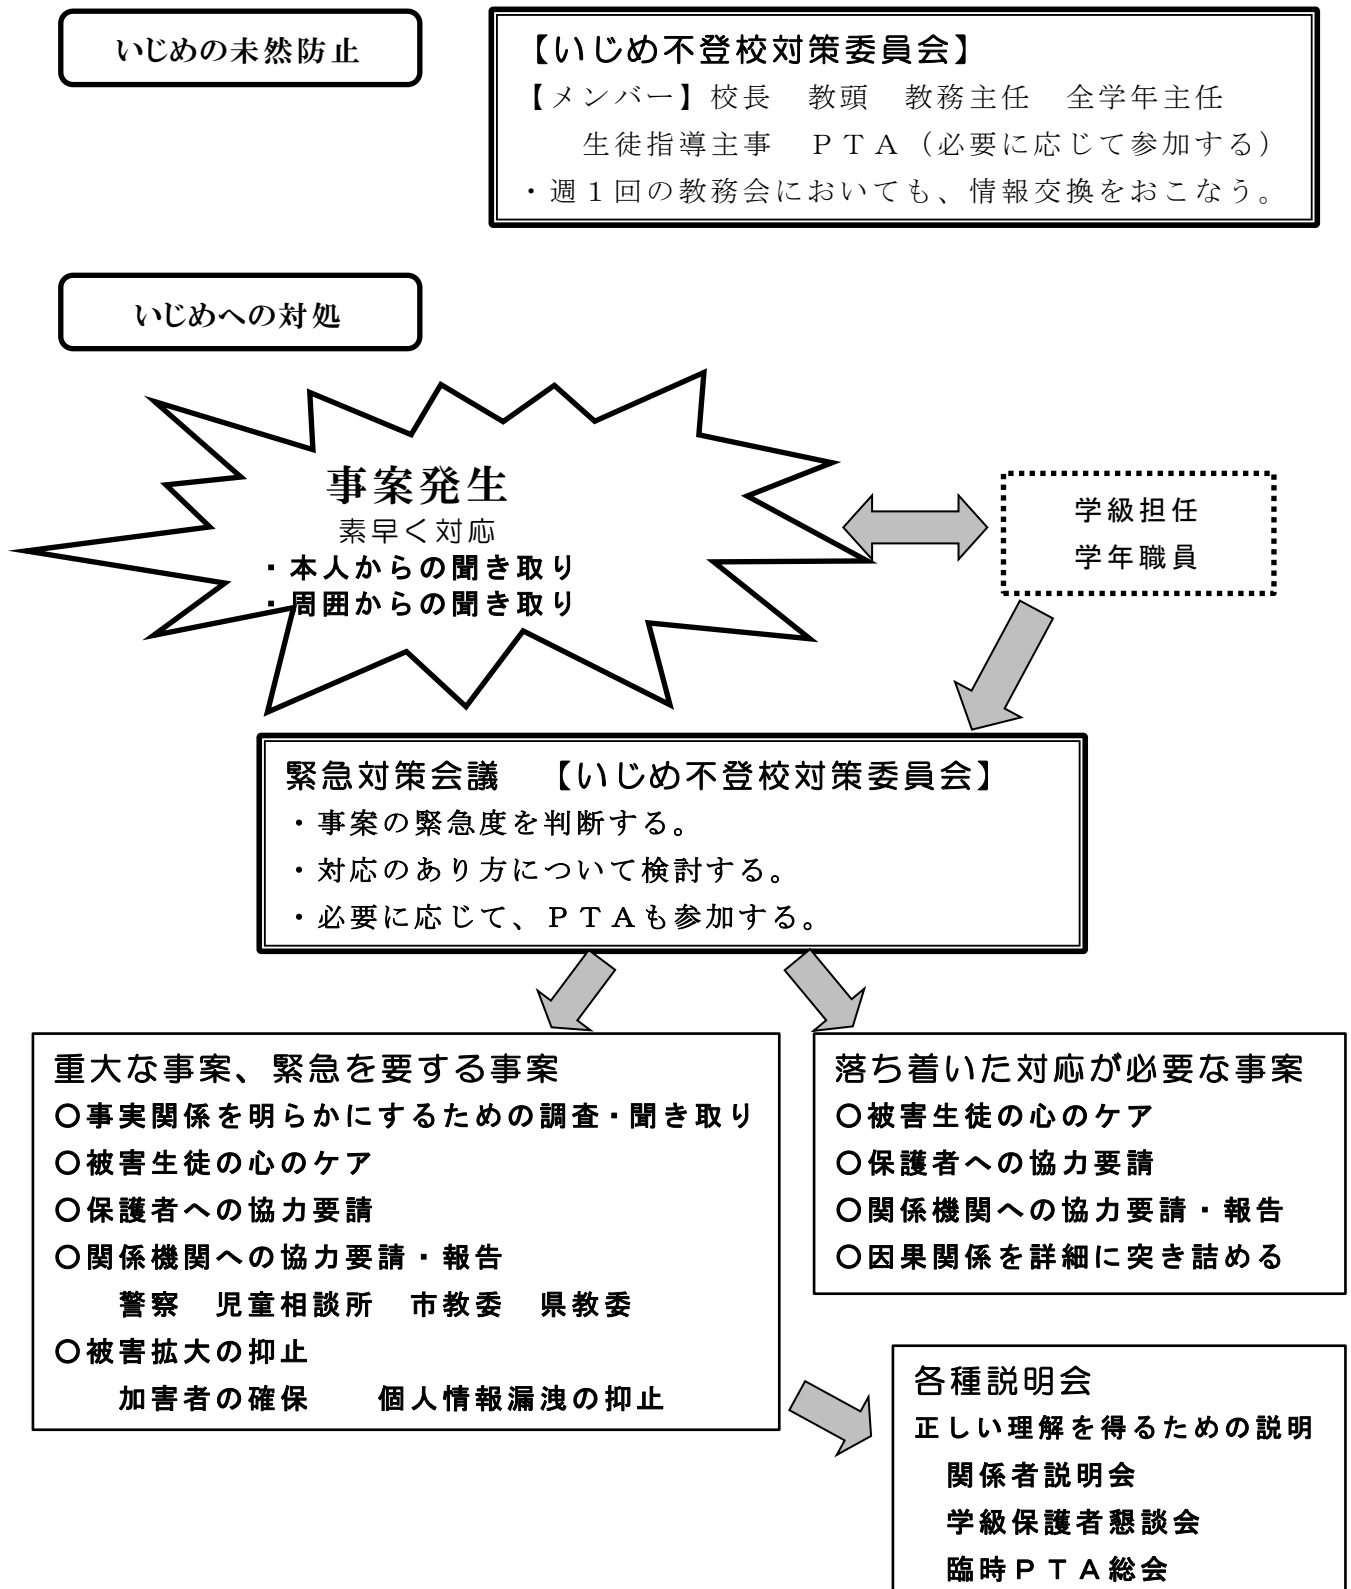 いじめの未然防止
【いじめ不登校対策委員会】
【メンバー】校長　教頭　教務主任　全学年主任
生徒指導主事　ＰＴＡ（必要に応じて参加する）
・週１回の教務会においても、情報交換をおこなう。
いじめへの対処
事案発生
素早く対応
・本人からの聞き取り
・周囲からの聞き取り
学級担任
学年職員
緊急対策会議　【いじめ不登校対策委員会】
・事案の緊急度を判断する。
・対応のあり方について検討する。
・必要に応じて、ＰＴＡも参加する。
重大な事案、緊急を要する事案
○事実関係を明らかにするための調査・聞き取り
○被害生徒の心のケア
○保護者への協力要請
○関係機関への協力要請・報告
警察　児童相談所　市教委　県教委
○被害拡大の抑止
加害者の確保　　個人情報漏洩の抑止
落ち着いた対応が必要な事案
○被害生徒の心のケア
○保護者への協力要請
○関係機関への協力要請・報告
○因果関係を詳細に突き詰める
各種説明会
正しい理解を得るための説明
関係者説明会
学級保護者懇談会
臨時ＰＴＡ総会